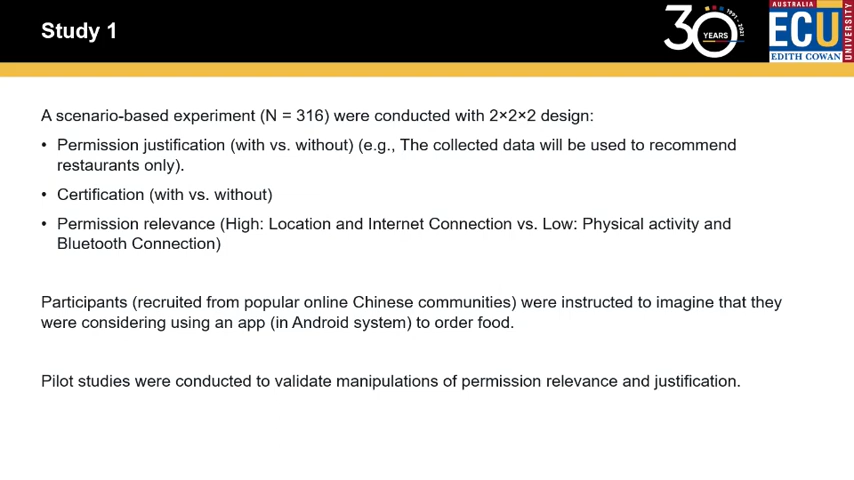 Study 1
30
YEARS
1991 - 2021
AUSTRALIA
ECU
EDITH COWAN
UNIVERSITY
A scenario-based experiment (N = 316) were conducted with 2×2×2 design:
• Permission justification (with vs. without) (e.g., The collected data will be used to recommend
restaurants only).
• Certification (with vs. without)
• Permission relevance (High: Location and Internet Connection vs. Low: Physical activity and
Bluetooth Connection)
Participants (recruited from popular online Chinese communities) were instructed to imagine that they
were considering using an app (in Android system) to order food.
Pilot studies were conducted to validate manipulations of permission relevance and justification.